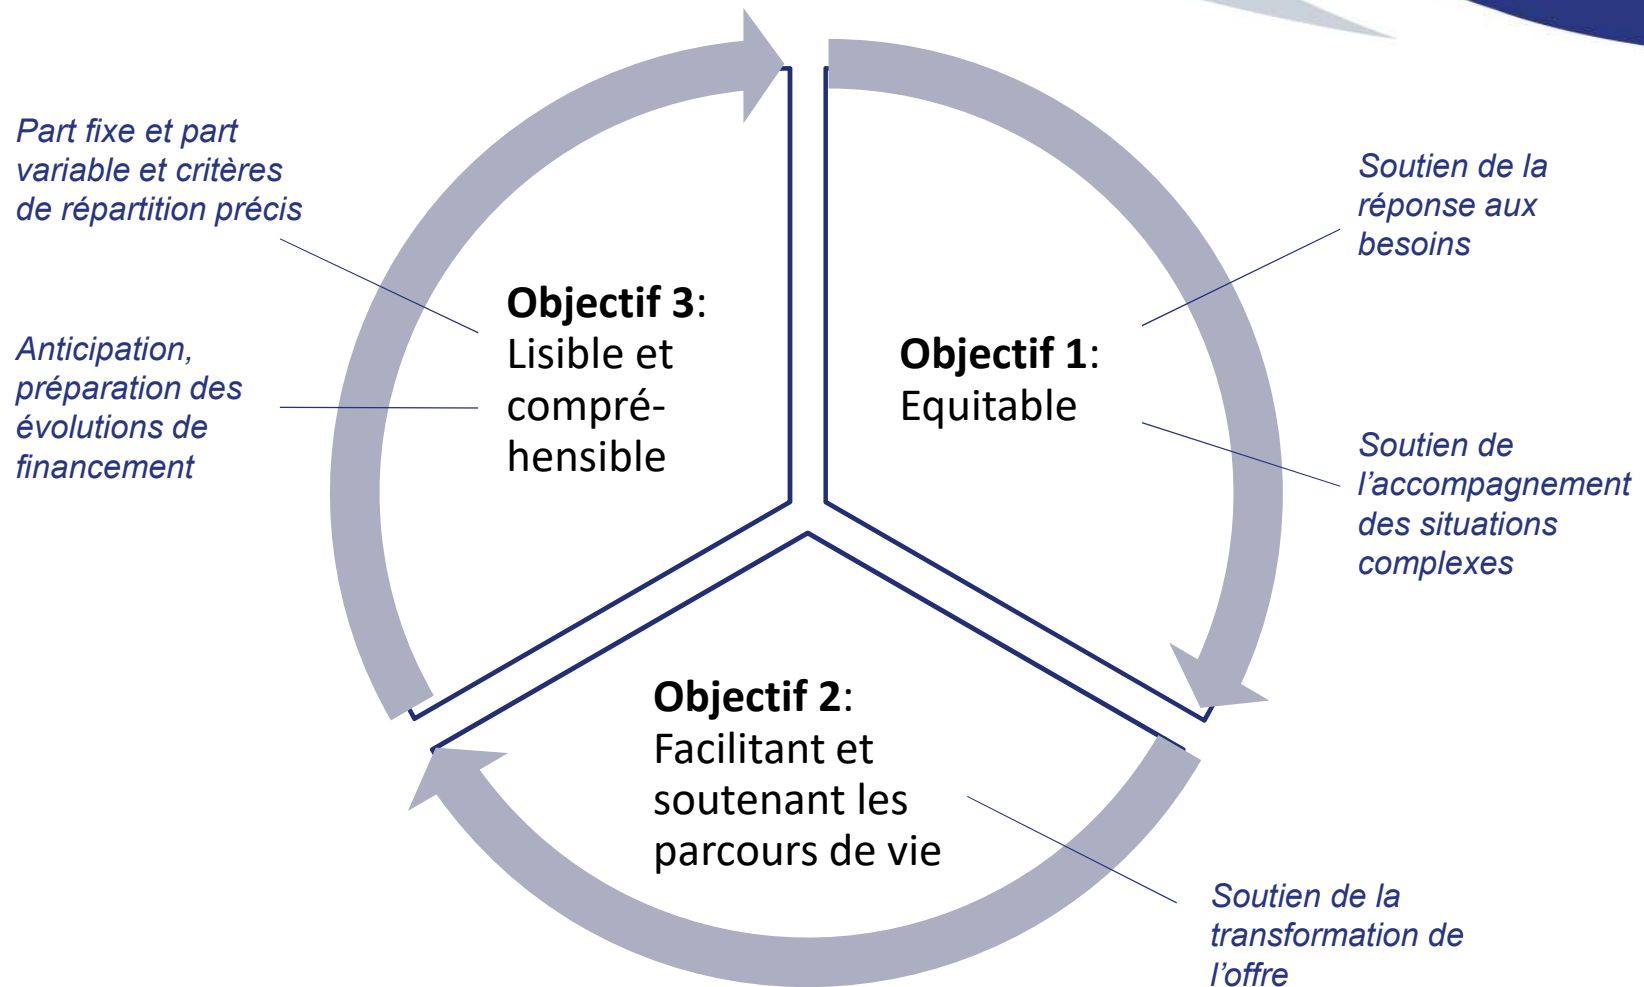 Part fixe et part
variable et critères
de répartition précis
Anticipation,
préparation des
évolutions de
financement
Objectif 3:
Lisible et
compré-
hensible
Objectif 1:
Equitable
Soutien de la
réponse aux
besoins
Soutien de
l’accompagnement
des situations
complexes
Objectif 2:
Facilitant et
soutenant les
parcours de vie
Soutien de la
transformation de
l’offre